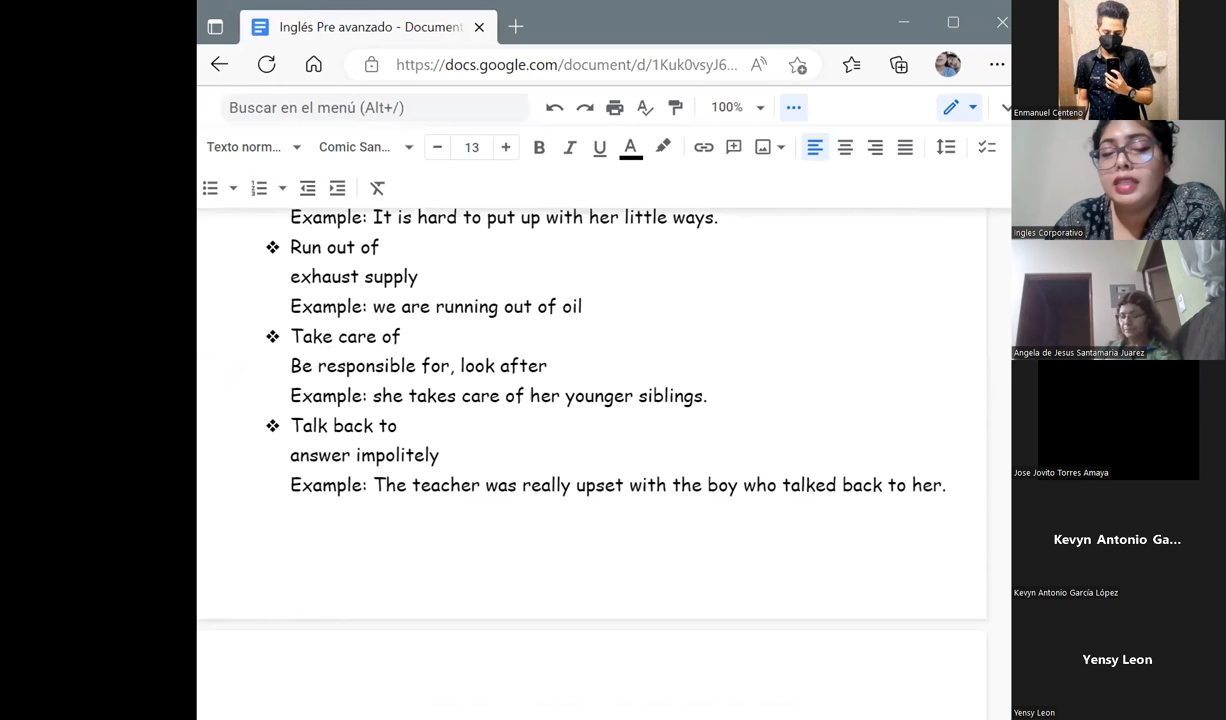 Inglés Pre avanzado - Document
https://docs.google.com/document/d/1Kuk0vsyJ6...
Buscar en el menú (Alt+/)
100%
Texto norm...
Comic San...
13
Example: It is hard to put up with her little ways.
❖ Run out of
exhaust supply
Example: we are running out of oil
❖ Take care of
Be responsible for, look after
Example: she takes care of her younger siblings.
❖ Talk back to
answer impolitely
Example: The teacher was really upset with the boy who talked back to her.
Enmanuel Centeno
Ingles Corporativo
Angela de Jesus Santamaria Juarez
Jose Jovito Torres Amaya
Kevyn Antonio Ga...
Kevyn Antonio García López
Yensy Leon
Yensy Leon